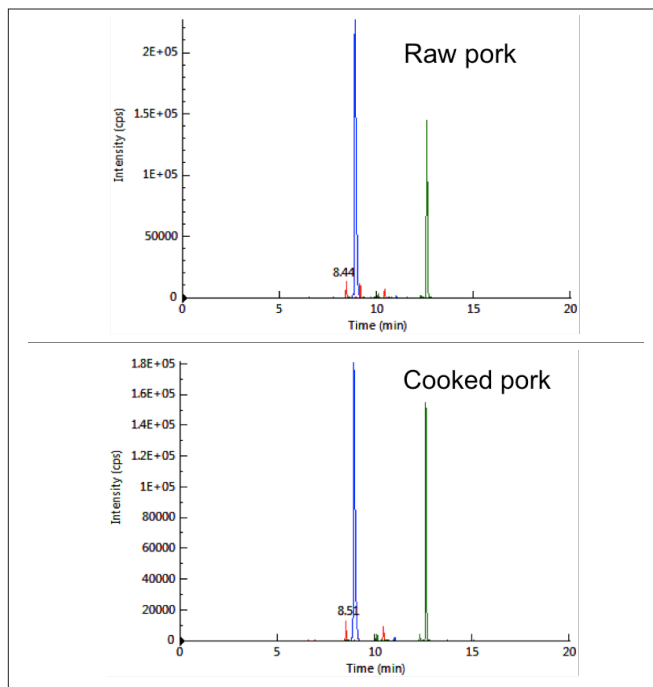 Raw pork
Intensity (cps)
2E+05
1.5E+05
1E+05
50000
0
8.44
0 5 10 15 20
Time (min)
Cooked pork
Intensity (cps)
1.8E+05
1.6E+05
1.4E+05
1.2E+05
1E+05
80000
60000
40000
20000
0
8.51
0 5 10 15 20
Time (min)